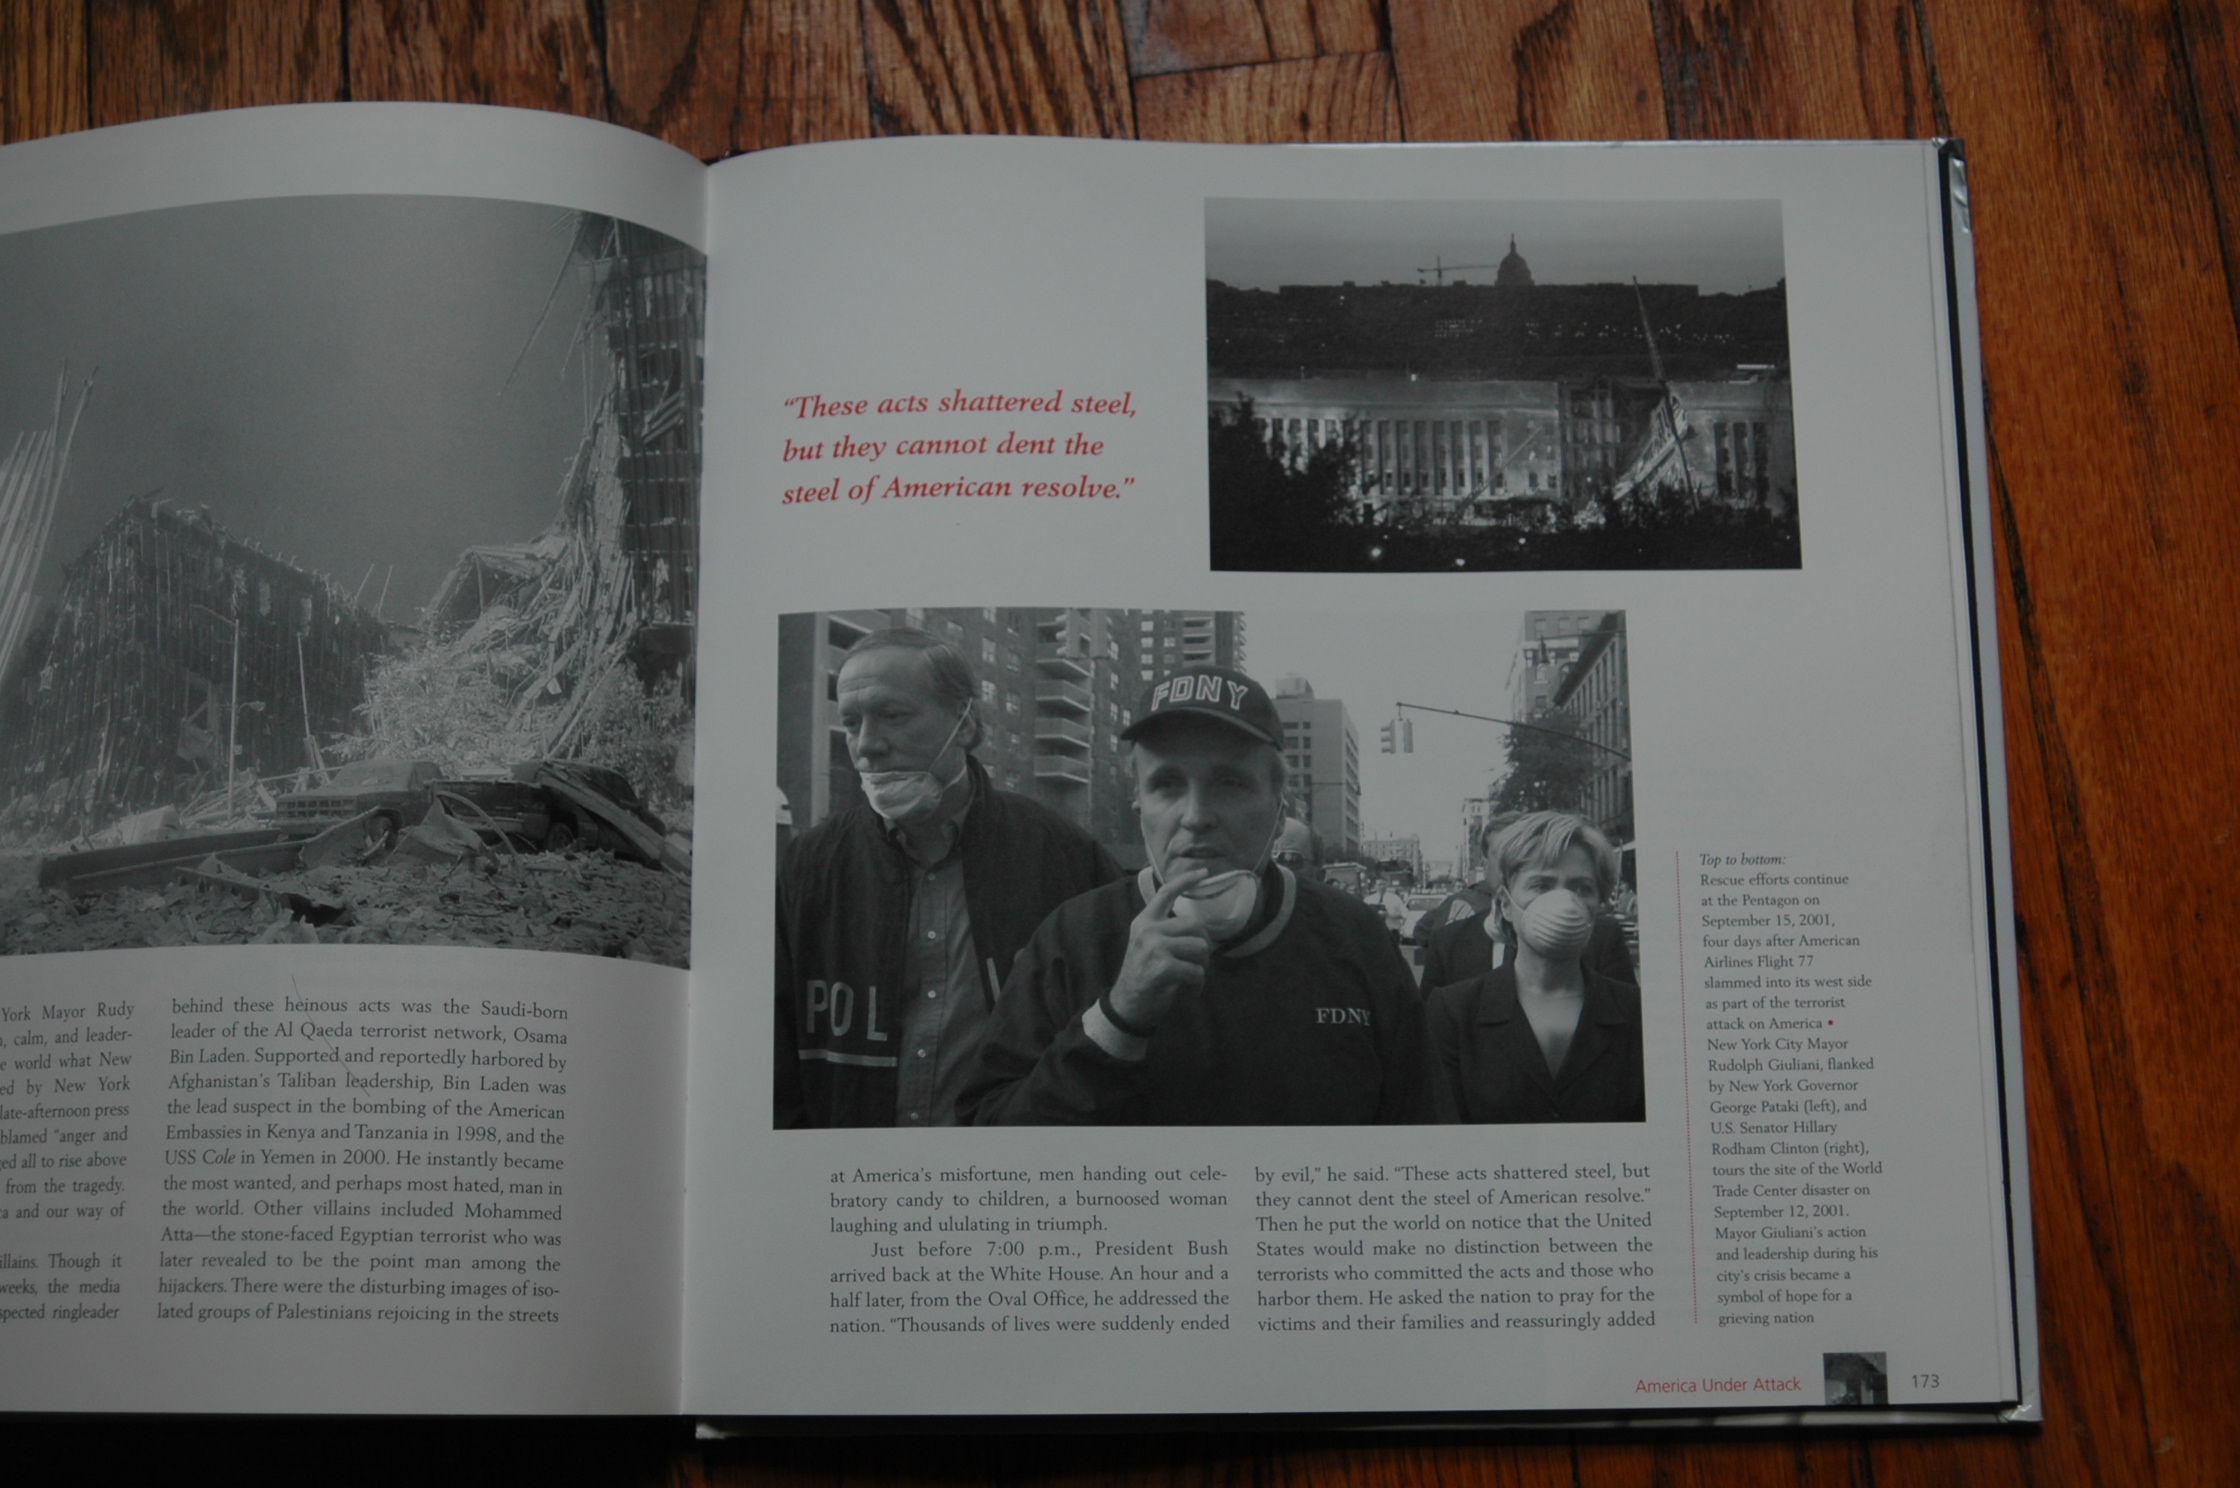 York Mayor Rudy
calm, and leader-
world what New
by New York
late-afternoon press
blamed "anger and
all to rise above
from the tragedy.
and our way of
Though it
weeks, the media
ringleader
behind these heinous acts was the Saudi-born
leader of the Al Qaeda terrorist network, Osama
Bin Laden. Supported and reportedly harbored by
Afghanistan's Taliban leadership, Bin Laden was
the lead suspect in the bombing of the American
Embassies in Kenya and Tanzania in 1998, and the
USS Cole in Yemen in 2000. He instantly became
the most wanted, and perhaps most hated, man in
the world. Other villains included Mohammed
Atta—the stone-faced Egyptian terrorist who was
later revealed to be the point man among the
hijackers. There were the disturbing images of iso-
lated groups of Palestinians rejoicing in the streets
"These acts shattered steel,
but they cannot dent the
steel of American resolve."
FDNY
POL
FDNY
at America's misfortune, men handing out cele-
bratory candy to children, a burnoosed woman
laughing and ululating in triumph.
Just before 7:00 p.m., President Bush
arrived back at the White House. An hour and a
half later, from the Oval Office, he addressed the
nation. "Thousands of lives were suddenly ended
by evil," he said. "These acts shattered steel, but
they cannot dent the steel of American resolve."
Then he put the world on notice that the United
States would make no distinction between the
terrorists who committed the acts and those who
harbor them. He asked the nation to pray for the
victims and their families and reassuringly added
Top to bottom:
Rescue efforts continue
at the Pentagon on
September 15, 2001,
four days after American
Airlines Flight 77
slammed into its west side
as part of the terrorist
attack on America •
New York City Mayor
Rudolph Giuliani, flanked
by New York Governor
George Pataki (left), and
U.S. Senator Hillary
Rodham Clinton (right),
tours the site of the World
Trade Center disaster on
September 12, 2001.
Mayor Giuliani's action
and leadership during his
city's crisis became a
symbol of hope for a
grieving nation
America Under Attack
173